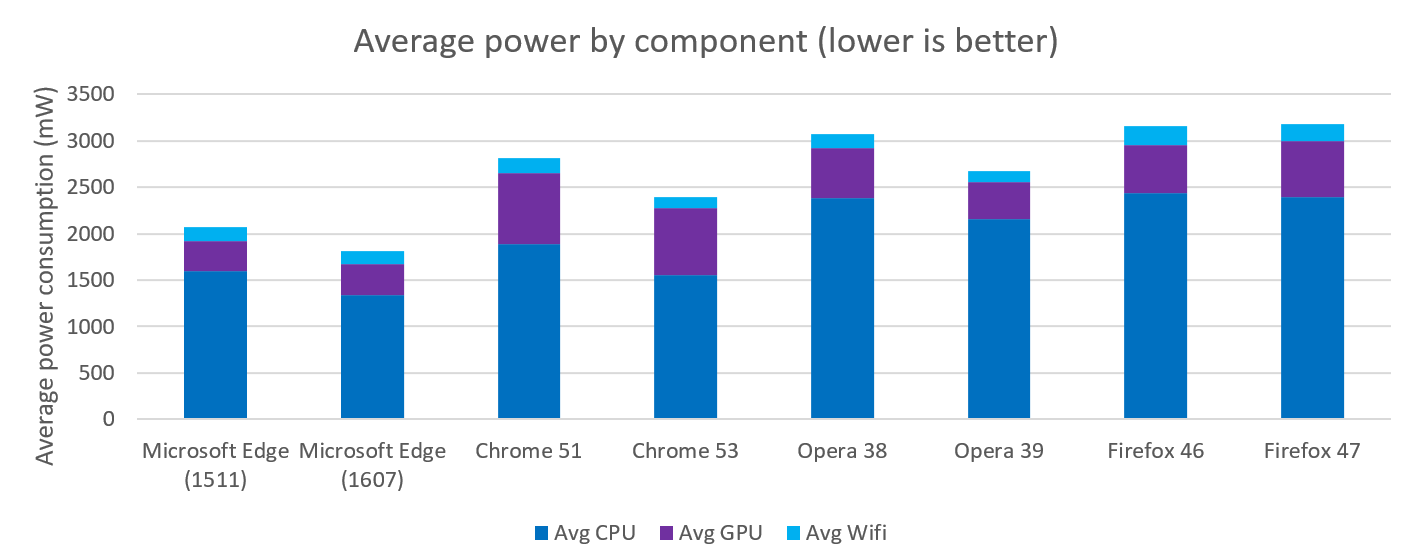 Average power by component (lower is better)
Average power consumption (mW)
3500
3000
2500
2000
1500
1000
500
0
Microsoft Edge (1511)
Microsoft Edge (1607)
Chrome 51
Chrome 53
Opera 38
Opera 39
Firefox 46
Firefox 47
Avg CPU
Avg GPU
Avg Wifi